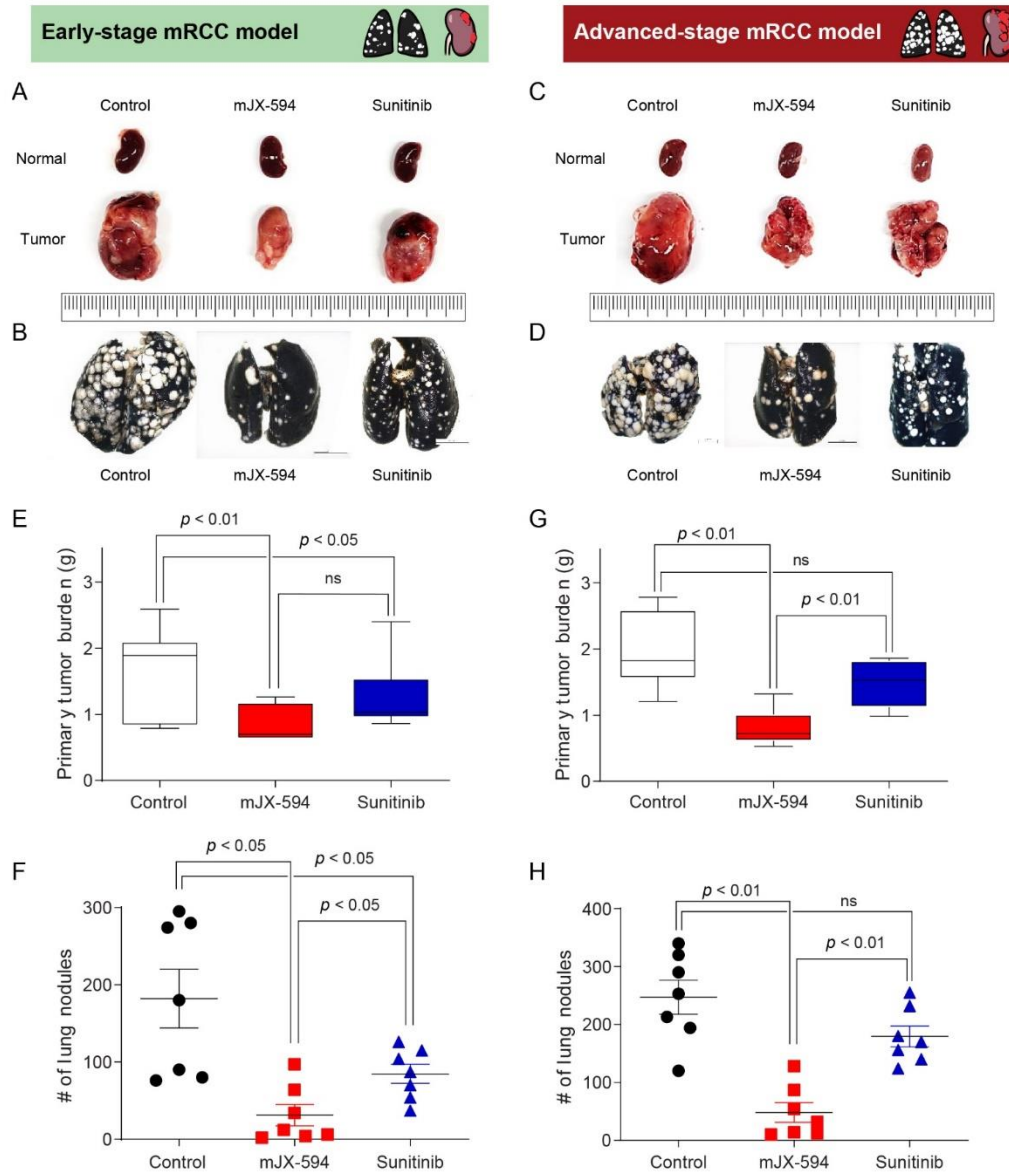 Early-stage mRCC model
Advanced-stage mRCC model
A
Control mJX-594 Sunitinib
Normal
Tumor
C
Control mJX-594 Sunitinib
Normal
Tumor
B
Control mJX-594 Sunitinib
D
Control mJX-594 Sunitinib
E
p < 0.01
p < 0.05
ns
Primary tumor burden (g)
3
2
1
0
Control mJX-594 Sunitinib
G
p < 0.01
ns
p < 0.01
Primary tumor burden (g)
3
2
1
0
Control mJX-594 Sunitinib
F
p < 0.05
p < 0.05
p < 0.05
# of lung nodules
300
200
100
0
Control mJX-594 Sunitinib
H
p < 0.01
ns
p < 0.01
# of lung nodules
400
300
200
100
0
Control mJX-594 Sunitinib